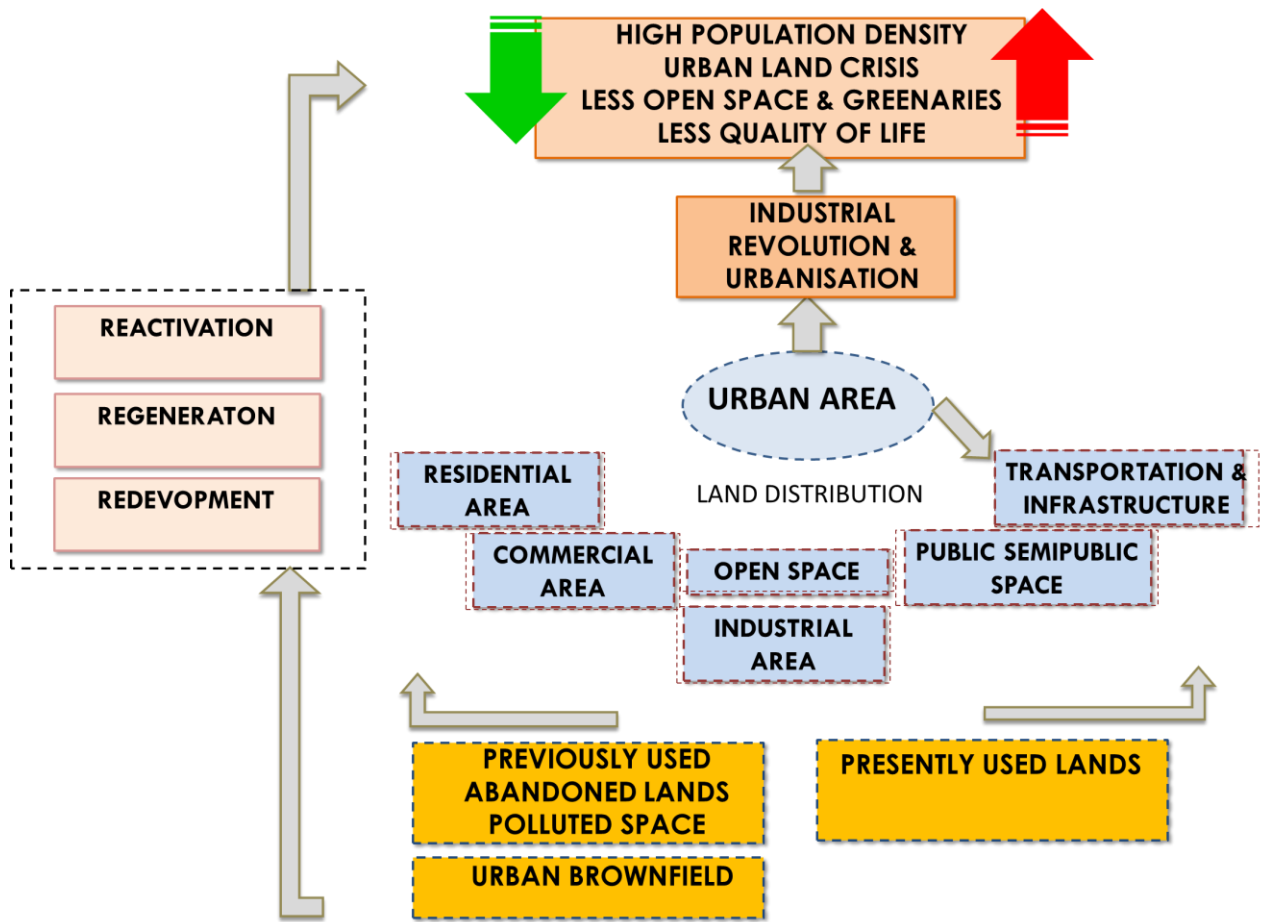 HIGH POPULATION DENSITY
URBAN LAND CRISIS
LESS OPEN SPACE & GREENARIES
LESS QUALITY OF LIFE
INDUSTRIAL
REVOLUTION &
URBANISATION
REACTIVATION
REGENERATON
REDEVOPMENT
URBAN AREA
LAND DISTRIBUTION
RESIDENTIAL
AREA
COMMERCIAL
AREA
OPEN SPACE
INDUSTRIAL
AREA
TRANSPORTATION &
INFRASTRUCTURE
PUBLIC SEMIPUBLIC
SPACE
PREVIOUSLY USED
ABANDONED LANDS
POLLUTED SPACE
URBAN BROWNFIELD
PRESENTLY USED LANDS